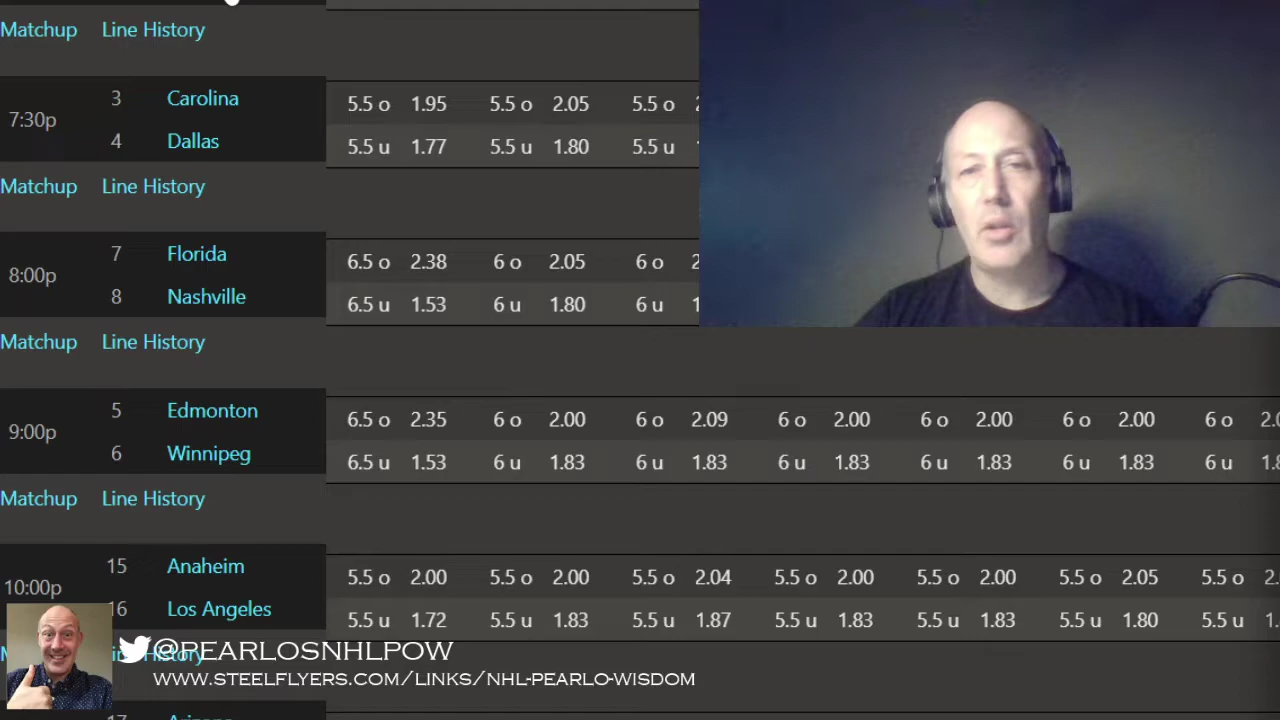 Matchup Line History
7:30p 3 Carolina 5.5 o 1.95 5.5 o 2.05 5.5 o
4 Dallas 5.5 u 1.77 5.5 u 1.80 5.5 u
Matchup Line History
8:00p 7 Florida 6.5 o 2.38 6 o 2.05 6 o
8 Nashville 6.5 u 1.53 6 u 1.80 6 u
Matchup Line History
9:00p 5 Edmonton 6.5 o 2.35 6 o 2.00 6 o 2.09 6 o 2.00 6 o 2.00 6 o 2.00 6 o
6 Winnipeg 6.5 u 1.53 6 u 1.83 6 u 1.83 6 u 1.83 6 u 1.83 6 u 1.83 6 u
Matchup Line History
10:00p 15 Anaheim 5.5 o 2.00 5.5 o 2.00 5.5 o 2.04 5.5 o 2.00 5.5 o 2.00 5.5 o 2.05 5.5 o
16 Los Angeles 5.5 u 1.72 5.5 u 1.83 5.5 u 1.87 5.5 u 1.83 5.5 u 1.83 5.5 u 1.80 5.5 u
@PEARLOSNHLPOW
WWW.STEELFLYERS.COM/LINKS/NHL-PEARLO-WISDOM